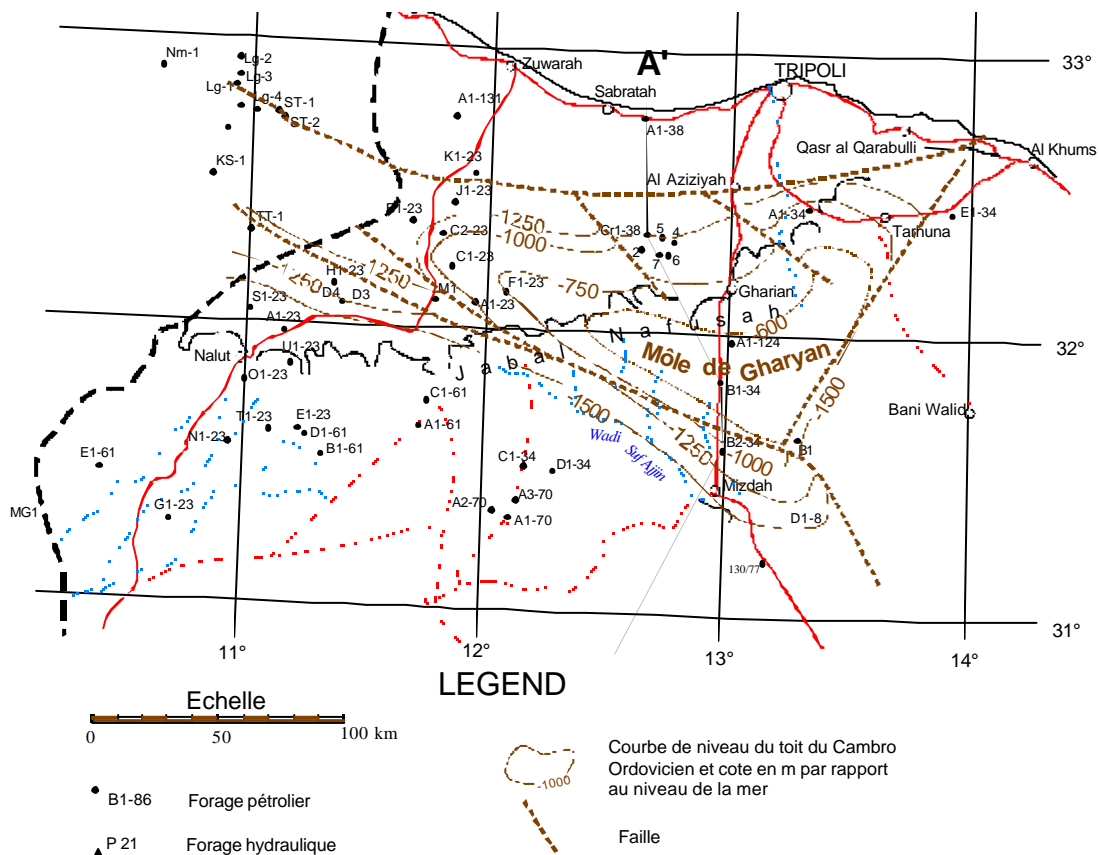 Nm-1
Lg-2
Lg-3
Lg-1
Lg-4
ST-1
ST-2
KS-1
TT-1
A'
33°
Zuwarah
Sabratah
TRIPOLI
A1-131
A1-38
Qasr al Qarabulli
Al Khums
K1-23
J1-23
Al Aziziyah
C2-23
-1250
-1000
Cr1-38
5
4
2
7
6
A1-34
Tarhuna
E1-34
-1250
-1250
H1-23
D4
D3
C1-23
F1-23
-750
M1
A1-23
Gharian
-600
S1-23
A1-23
Nalut
U1-23
O1-23
Jabal Nafusah
A1-124
32°
Môle de Gharyan
B1-34
-1500
Bani Walid
C1-61
-1500
T1-23
E1-23
D1-61
N1-23
B1-61
A1-61
Wadi Suf Ajjin
-1250
B2-34
-1000
B1
E1-61
C1-34
D1-34
Mizdah
MG1
G1-23
A2-70
A3-70
A1-70
D1-8
130/77
31°
11°
12°
13°
14°
LEGEND
Echelle
0
50
100 km
Courbe de niveau du toit du Cambro
Ordovicien et cote en m par rapport
au niveau de la mer
-1000
B1-86
Forage pétrolier
Faille
P 21
Forage hydraulique